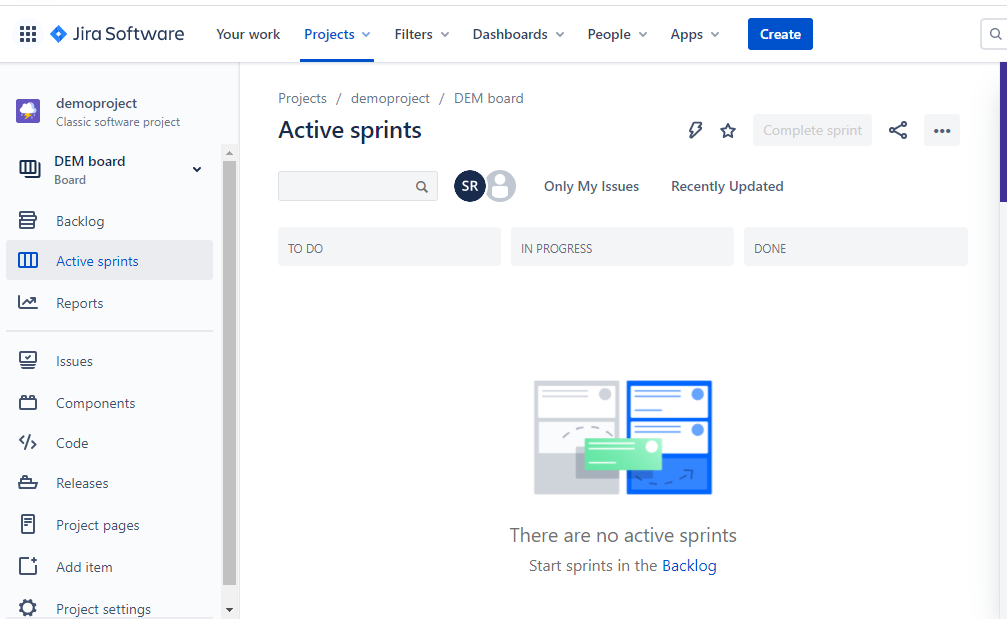 Jira Software Your work Projects Filters Dashboards People Apps Create
demoproject
Classic software project
DEM board
Board
Backlog
Active sprints
Reports
Issues
Components
Code
Releases
Project pages
Add item
Project settings
Projects / demoproject / DEM board
Active sprints
Complete sprint
SR Only My Issues Recently Updated
TO DO IN PROGRESS DONE
There are no active sprints
Start sprints in the Backlog